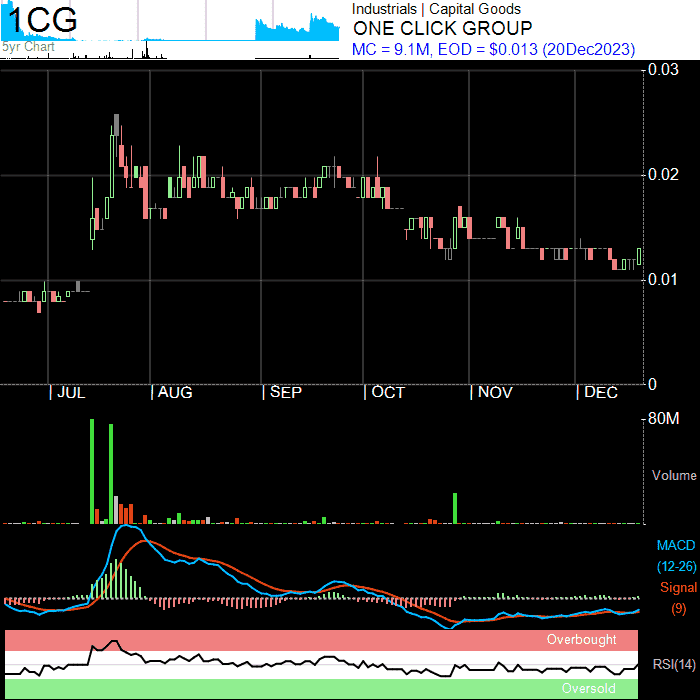 1CG
5yr Chart
Industrials | Capital Goods
ONE CLICK GROUP
MC = 9.1M, EOD = $0.013 (20Dec2023)
0.03
0.02
0.01
0
| JUL | AUG | SEP | OCT | NOV | DEC
80M
Volume
MACD
(12-26)
Signal
(9)
Overbought
RSI(14)
Oversold